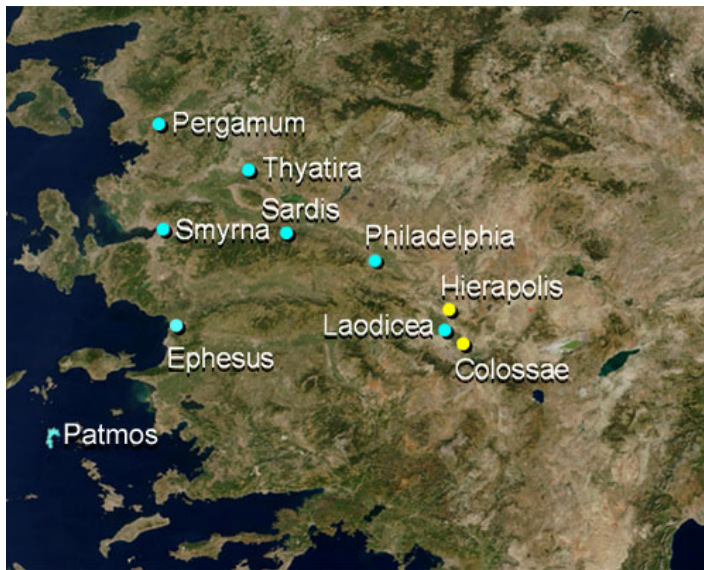 Pergamum
Thyatira
Sardis
Smyrna
Philadelphia
Hierapolis
Laodicea
Ephesus
Colossae
Patmos